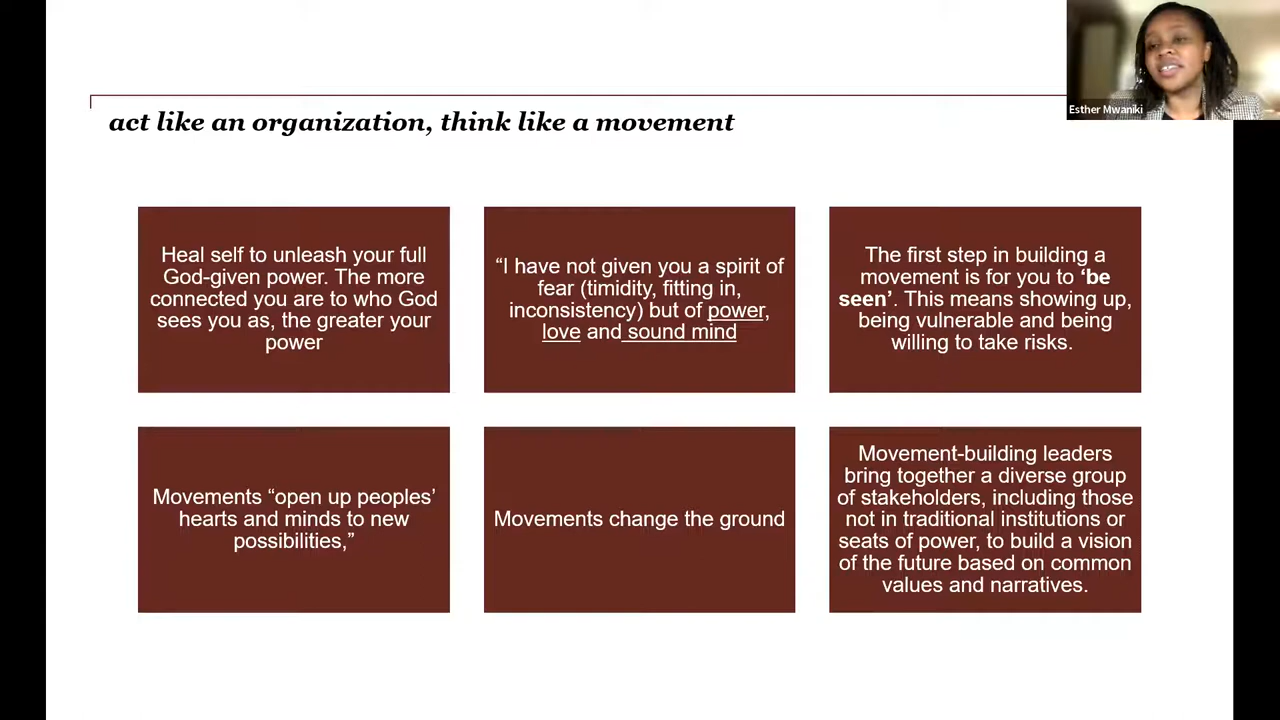 Esther Mwaniki
act like an organization, think like a movement
Heal self to unleash your full
God-given power. The more
connected you are to who God
sees you as, the greater your
power
“I have not given you a spirit of
fear (timidity, fitting in,
inconsistency) but of power,
love and sound mind
The first step in building a
movement is for you to ‘be
seen’. This means showing up,
being vulnerable and being
willing to take risks.
Movements “open up peoples’
hearts and minds to new
possibilities,”
Movements change the ground
Movement-building leaders
bring together a diverse group
of stakeholders, including those
not in traditional institutions or
seats of power, to build a vision
of the future based on common
values and narratives.